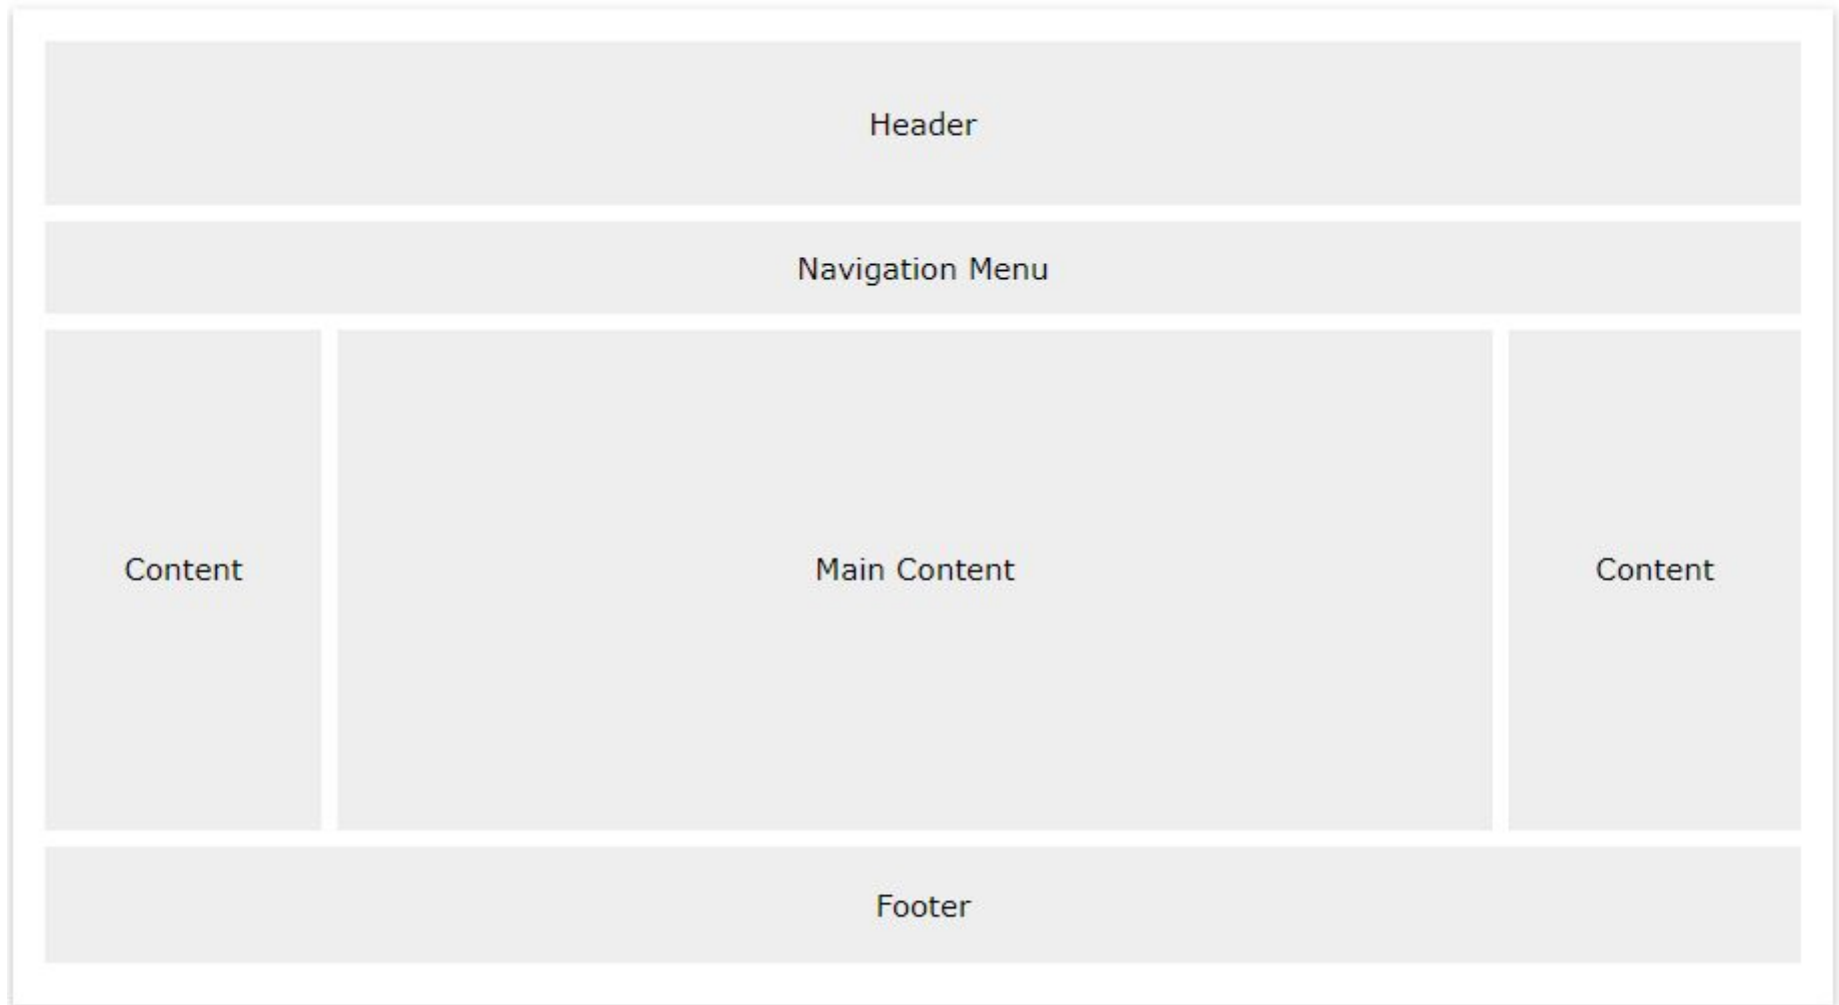 Header
Navigation Menu
Content
Main Content
Content
Footer